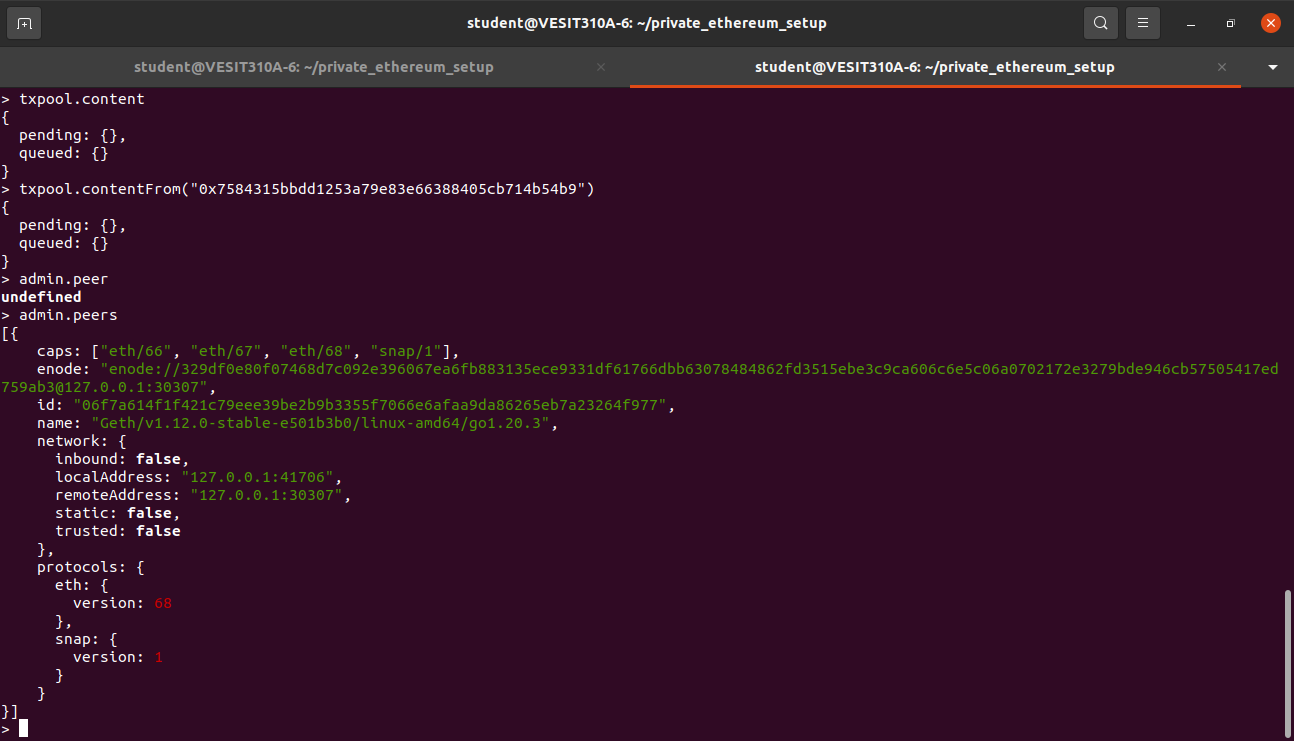 student@VESIT310A-6: ~/private_ethereum_setup
student@VESIT310A-6: ~/private_ethereum_setup
student@VESIT310A-6: ~/private_ethereum_setup
> txpool.content
{
  pending: {},
  queued: {}
}
> txpool.contentFrom("0x7584315bbdd1253a79e83e66388405cb714b54b9")
{
  pending: {},
  queued: {}
}
> admin.peer
undefined
> admin.peers
[{
    caps: ["eth/66", "eth/67", "eth/68", "snap/1"],
    enode: "enode://329df0e80f07468d7c092e396067ea6fb883135ece9331df61766dbb63078484862fd3515ebe3c9ca606c6e5c06a0702172e3279bde946cb57505417ed
759ab3@127.0.0.1:30307",
    id: "06f7a614f1f421c79eee39be2b9b3355f7066e6afaa9da86265eb7a23264f977",
    name: "Geth/v1.12.0-stable-e501b3b0/linux-amd64/go1.20.3",
    network: {
      inbound: false,
      localAddress: "127.0.0.1:41706",
      remoteAddress: "127.0.0.1:30307",
      static: false,
      trusted: false
    },
    protocols: {
      eth: {
        version: 68
      },
      snap: {
        version: 1
      }
    }
}]
>